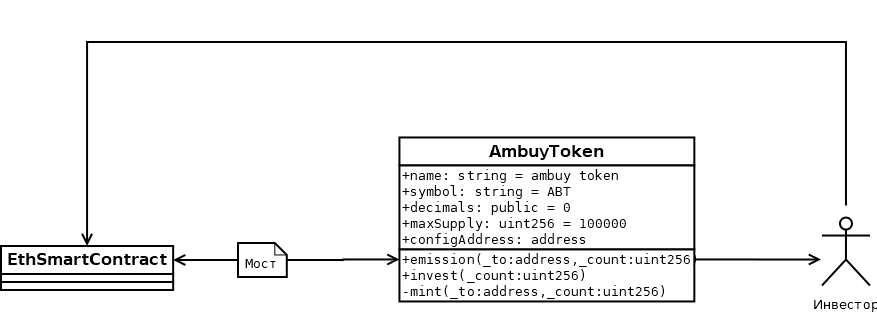 AmbuyToken
+name: string = ambuy token
+symbol: string = ABT
+decimals: public = 0
+maxSupply: uint256 = 100000
+configAddress: address
+emission(_to:address,_count:uint256)
+invest(_count:uint256)
-mint(_to:address,_count:uint256)
EthSmartContract
Мост
Инвестор